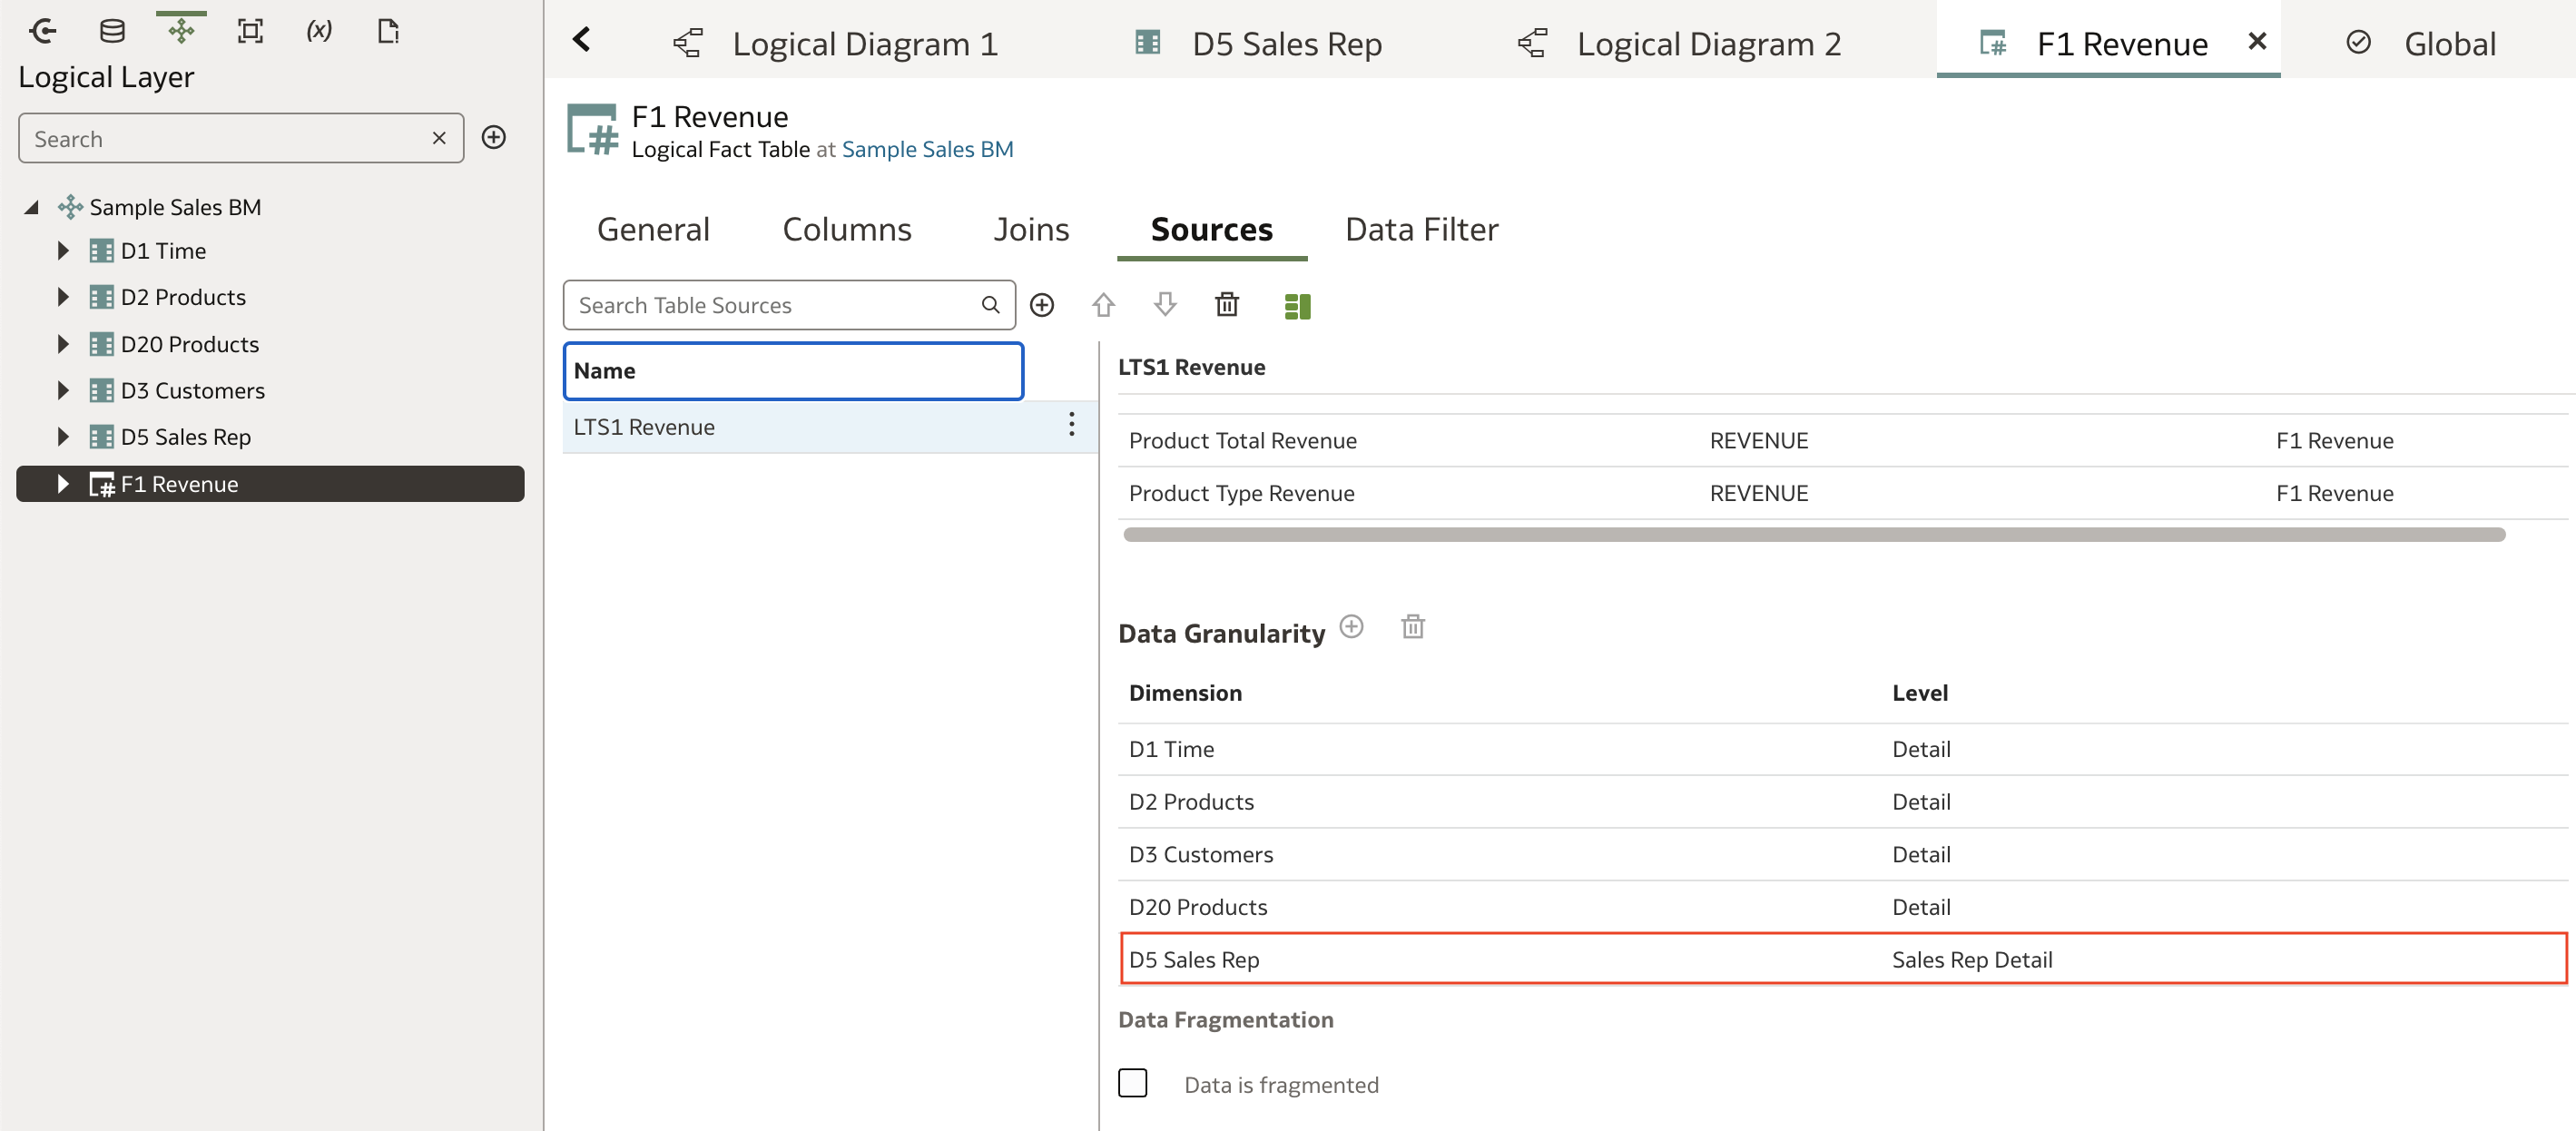 (x)
Logical Layer
Search
Sample Sales BM
D1 Time
D2 Products
D20 Products
D3 Customers
D5 Sales Rep
F1 Revenue
Logical Diagram 1 D5 Sales Rep Logical Diagram 2 F1 Revenue Global
F1 Revenue
Logical Fact Table at Sample Sales BM
General Columns Joins Sources Data Filter
Search Table Sources
Name
LTS1 Revenue
LTS1 Revenue
Product Total Revenue REVENUE F1 Revenue
Product Type Revenue REVENUE F1 Revenue
Data Granularity
Dimension Level
D1 Time Detail
D2 Products Detail
D3 Customers Detail
D20 Products Detail
D5 Sales Rep Sales Rep Detail
Data Fragmentation
Data is fragmented